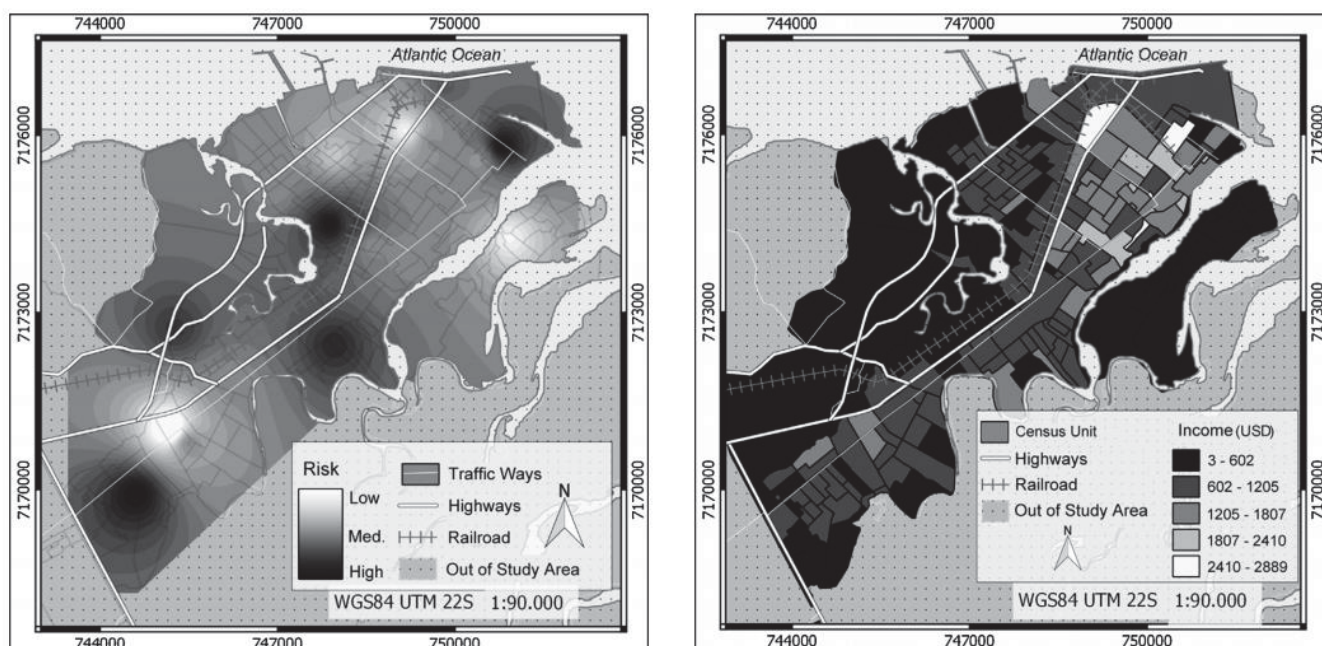 744000 747000 750000
Atlantic Ocean
7176000
7173000
7170000
Risk
Low
Med.
High
Traffic Ways
Highways
Railroad
Out of Study Area
N
WGS84 UTM 22S 1:90.000
744000 747000 750000
744000 747000 750000
Atlantic Ocean
7176000
7173000
7170000
Census Unit
Highways
Railroad
Out of Study Area
N
Income (USD)
3 - 602
602 - 1205
1205 - 1807
1807 - 2410
2410 - 2889
WGS84 UTM 22S 1:90.000
744000 747000 750000